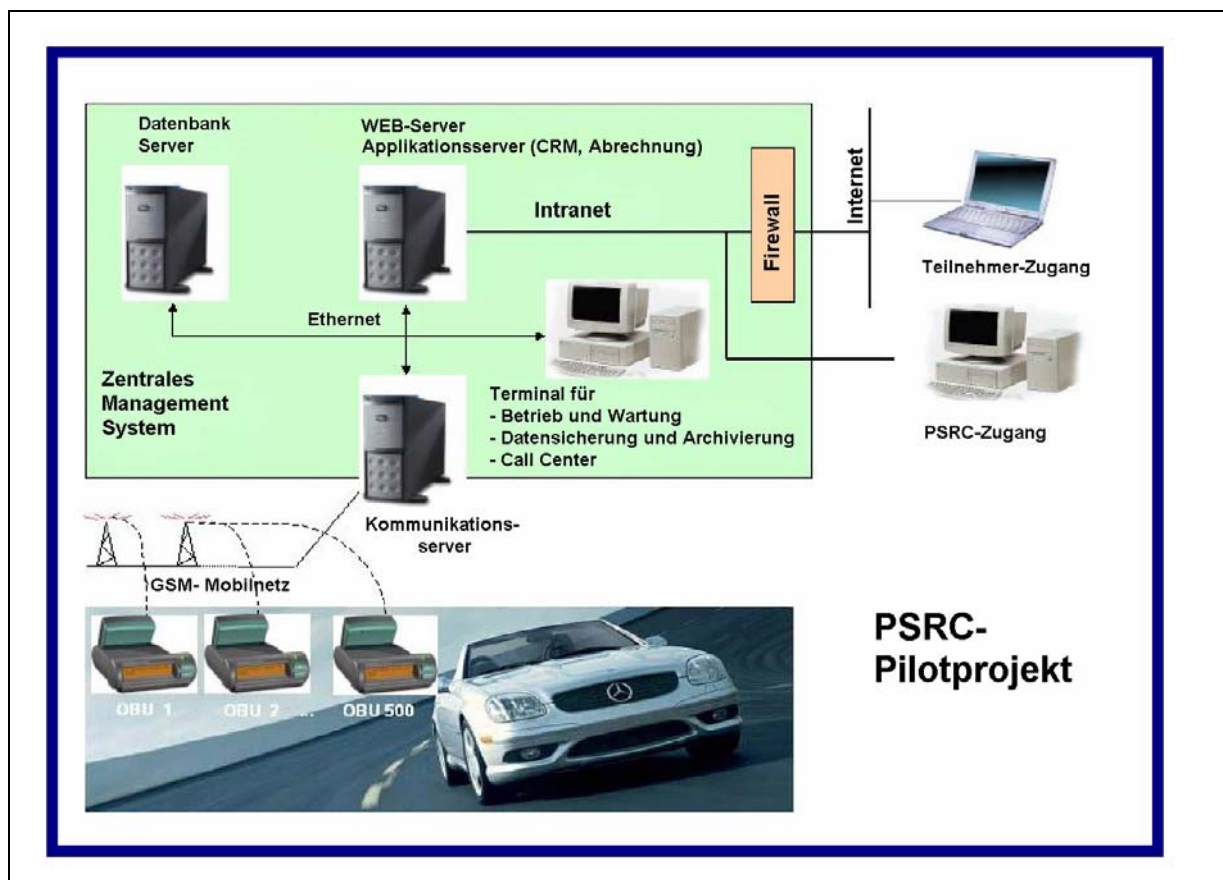 Datenbank
Server
WEB-Server
Applikationsserver (CRM, Abrechnung)
Intranet
Firewall
Internet
Teilnehmer-Zugang
Ethernet
Zentrales
Management
System
Terminal für
- Betrieb und Wartung
- Datensicherung und Archivierung
- Call Center
PSRC-Zugang
Kommunikations-
server
GSM- Mobilnetz
OBU 1
OBU 2 ...
OBU 500
PSRC-
Pilotprojekt